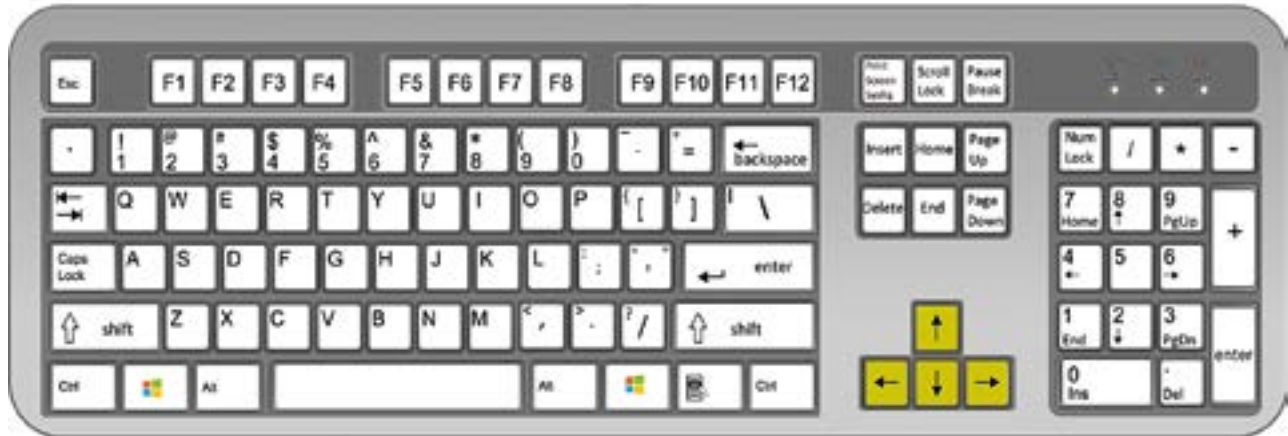 Esc F1 F2 F3 F4 F5 F6 F7 F8 F9 F10 F11 F12 Print Screen SysRq Scroll Lock Pause Break
! 1 @ 2 # 3 $ 4 % 5 ^ 6 & 7 * 8 ( 9 ) 0 - + = ← backspace Insert Home Page Up Num Lock / * -
Q W E R T Y U I O P { [ } ] | \ Delete End Page Down 7 Home 8 ↑ 9 PgUp +
Caps Lock A S D F G H J K L : ; " ' enter 4 ← 5 6 →
shift Z X C V B N M < , > . ? / shift ↑ 1 End 2 ↓ 3 PgDn enter
Ctrl Alt Alt Ctrl ← ↓ → 0 Ins . Del